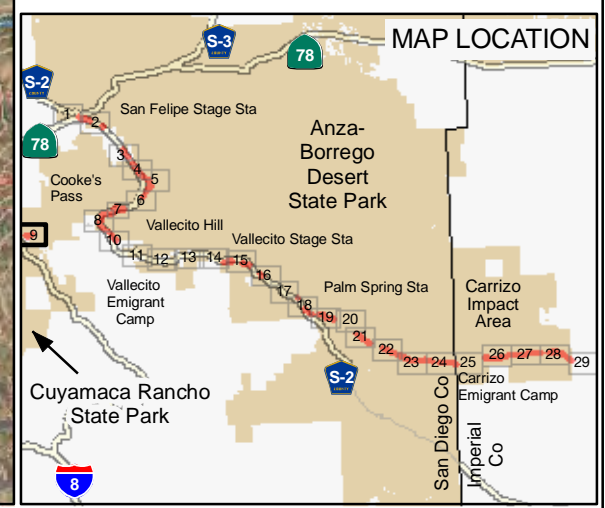 MAP LOCATION
S-3
78
S-2
1
2
San Felipe Stage Sta
78
3
4
5
6
Cooke's
Pass
Anza-
Borrego
Desert
State Park
7
8
9
10
Vallecito Hill
Vallecito Stage Sta
11
12
13
14
15
16
17
18
19
20
21
22
23
24
25
26
27
28
29
Vallecito
Emigrant
Camp
Palm Spring Sta
Carrizo
Impact
Area
S-2
Carrizo
Emigrant Camp
Cuyamaca Rancho
State Park
San Diego Co
Imperial
Co
8